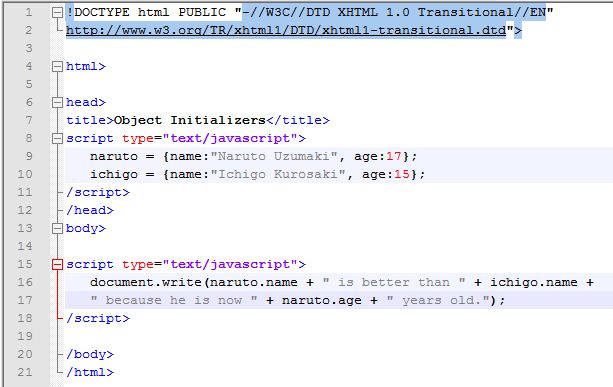 1 !DOCTYPE html PUBLIC "-//W3C//DTD XHTML 1.0 Transitional//EN"
2 http://www.w3.org/TR/xhtml1/DTD/xhtml1-transitional.dtd">
3
4 html>
5
6 head>
7 title>Object Initializers</title>
8 script type="text/javascript">
9 naruto = {name:"Naruto Uzumaki", age:17};
10 ichigo = {name:"Ichigo Kurosaki", age:15};
11 /script>
12 /head>
13 body>
14
15 script type="text/javascript">
16 document.write(naruto.name + " is better than " + ichigo.name +
17 " because he is now " + naruto.age + " years old.");
18 /script>
19
20 /body>
21 /html>